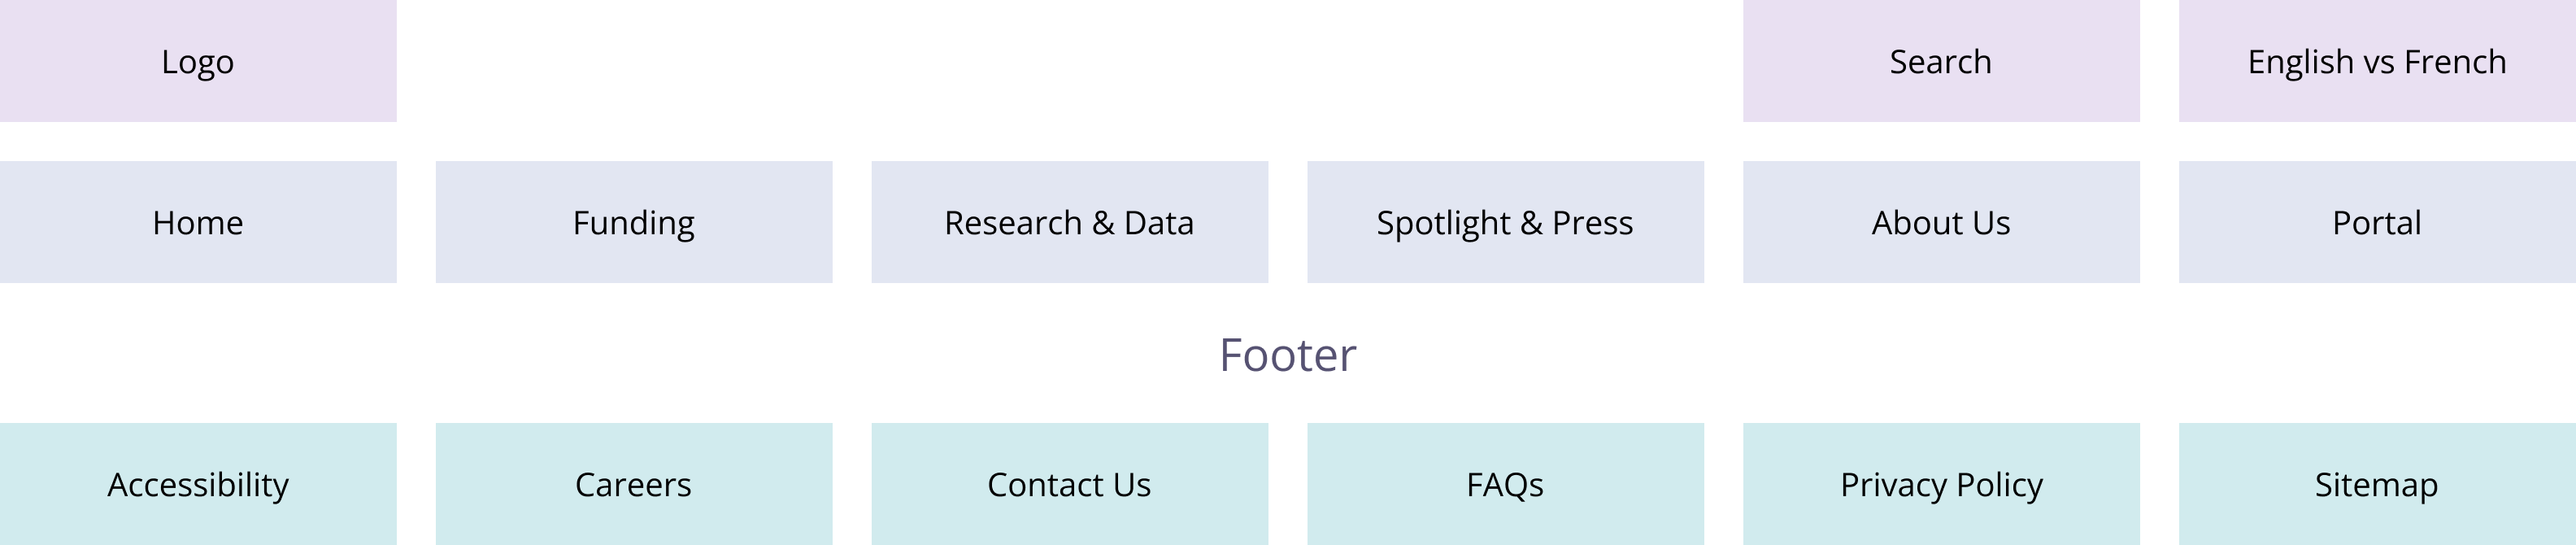 Logo
Search
English vs French
Home
Funding
Research & Data
Spotlight & Press
About Us
Portal
Footer
Accessibility
Careers
Contact Us
FAQs
Privacy Policy
Sitemap